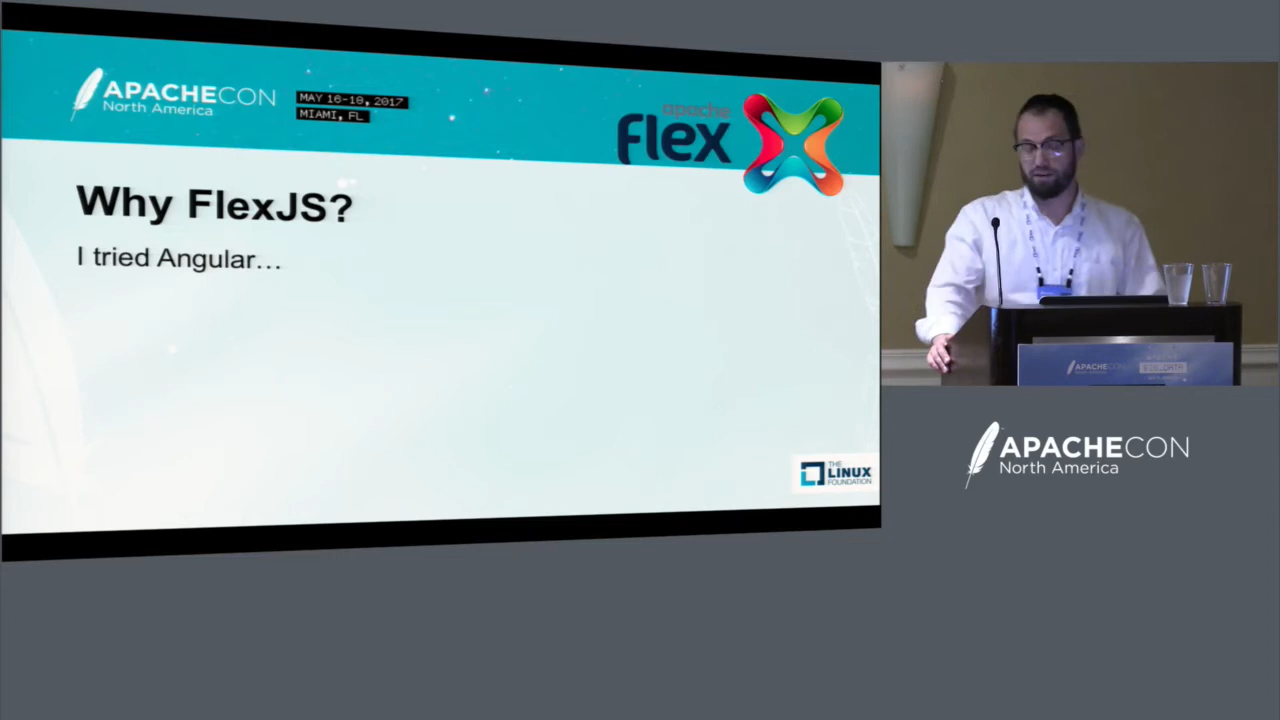 APACHECON
North America
MAY 16-18, 2017
MIAMI, FL
apache
flex
Why FlexJS?
I tried Angular...
THE
LINUX
FOUNDATION
APACHECON
APACHECON
North America